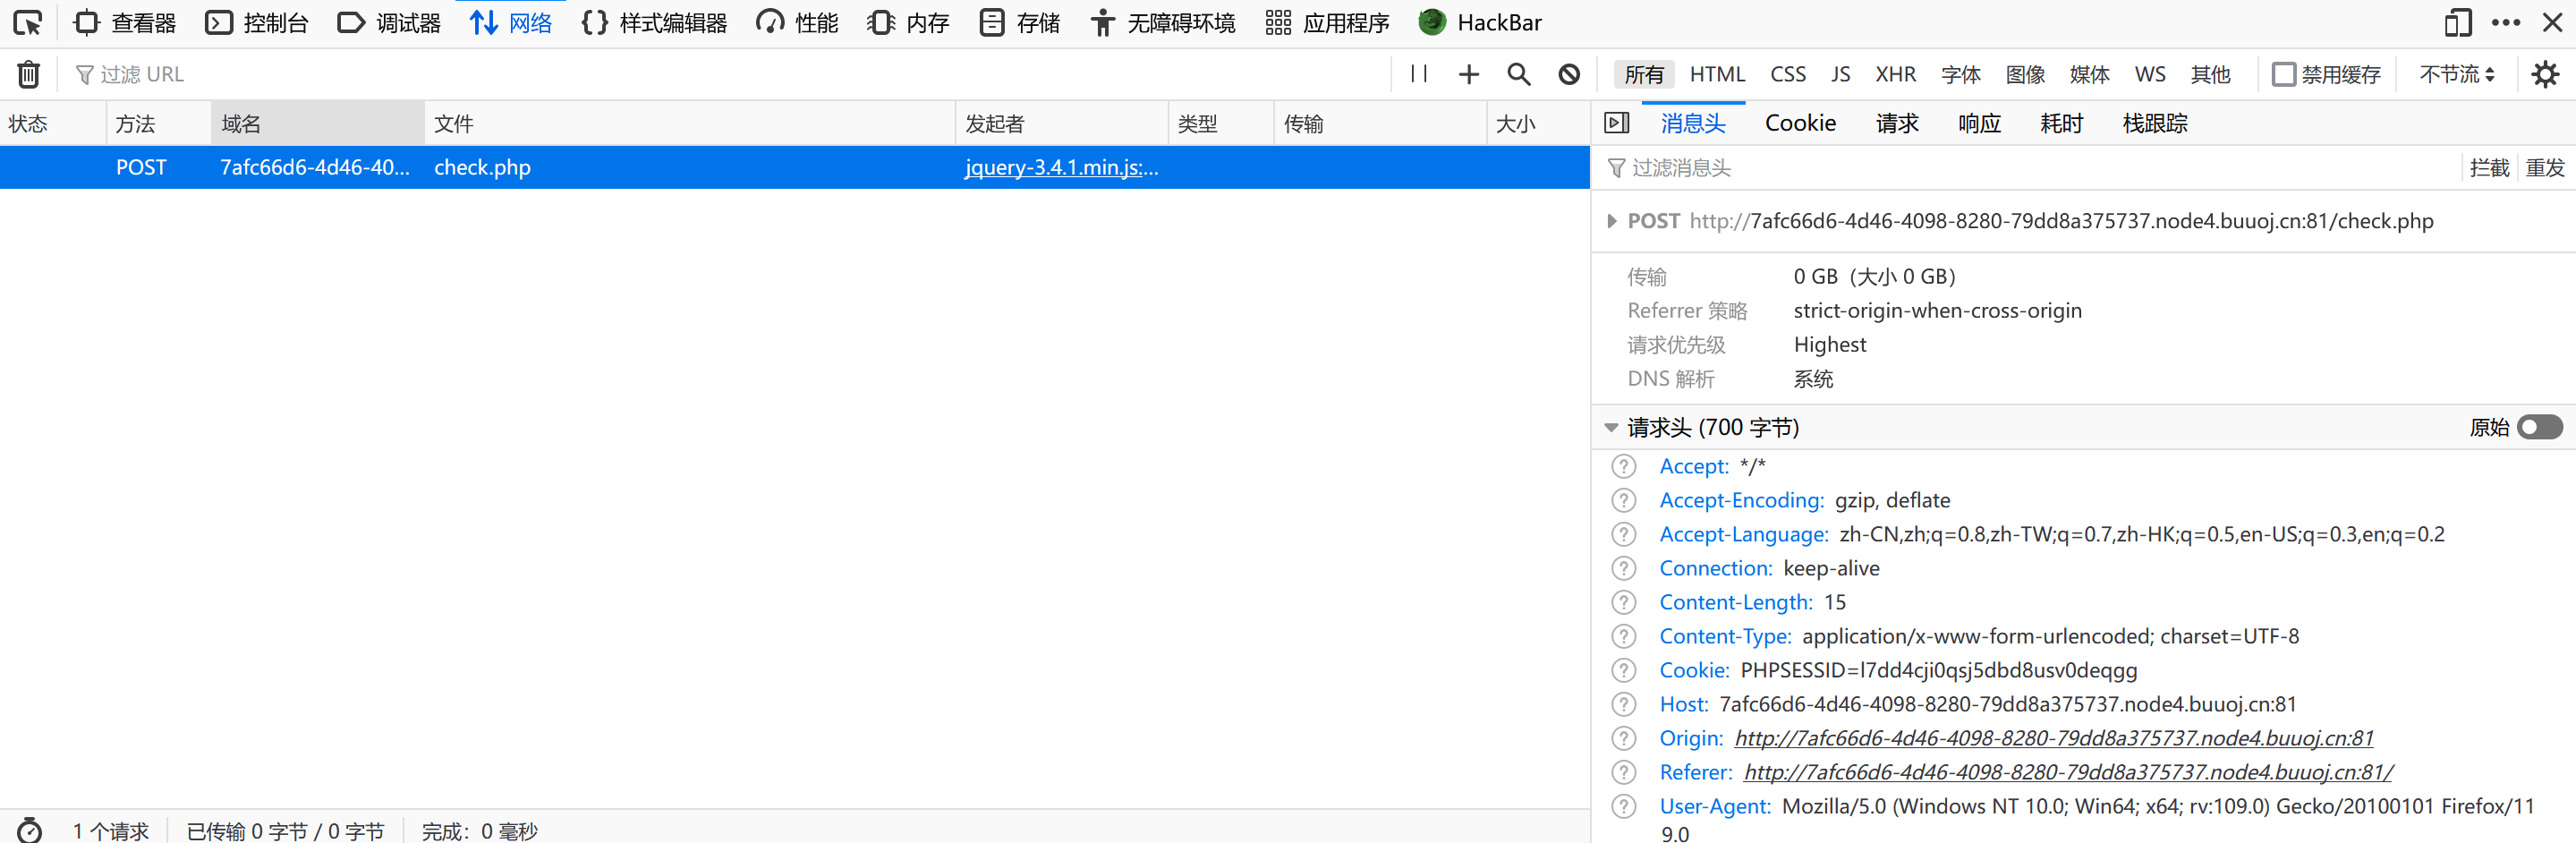 查看器 控制台 调试器 网络 样式编辑器 性能 内存 存储 无障碍环境 应用程序 HackBar
过滤 URL
所有 HTML CSS JS XHR 字体 图像 媒体 WS 其他 禁用缓存 不节流
状态 方法 域名 文件 发起者 类型 传输 大小
POST 7afc66d6-4d46-40... check.php jquery-3.4.1.min.js:...
消息头 Cookie 请求 响应 耗时 栈跟踪
过滤消息头 拦截 重发
POST http://7afc66d6-4d46-4098-8280-79dd8a375737.node4.buuoj.cn:81/check.php
传输 0 GB（大小 0 GB）
Referrer 策略 strict-origin-when-cross-origin
请求优先级 Highest
DNS 解析 系统
请求头 (700 字节) 原始
Accept: */*
Accept-Encoding: gzip, deflate
Accept-Language: zh-CN,zh;q=0.8,zh-TW;q=0.7,zh-HK;q=0.5,en-US;q=0.3,en;q=0.2
Connection: keep-alive
Content-Length: 15
Content-Type: application/x-www-form-urlencoded; charset=UTF-8
Cookie: PHPSESSID=l7dd4cji0qsj5dbd8usv0deqgg
Host: 7afc66d6-4d46-4098-8280-79dd8a375737.node4.buuoj.cn:81
Origin: http://7afc66d6-4d46-4098-8280-79dd8a375737.node4.buuoj.cn:81
Referer: http://7afc66d6-4d46-4098-8280-79dd8a375737.node4.buuoj.cn:81/
User-Agent: Mozilla/5.0 (Windows NT 10.0; Win64; x64; rv:109.0) Gecko/20100101 Firefox/11
9.0
1 个请求 已传输 0 字节 / 0 字节 完成：0 毫秒